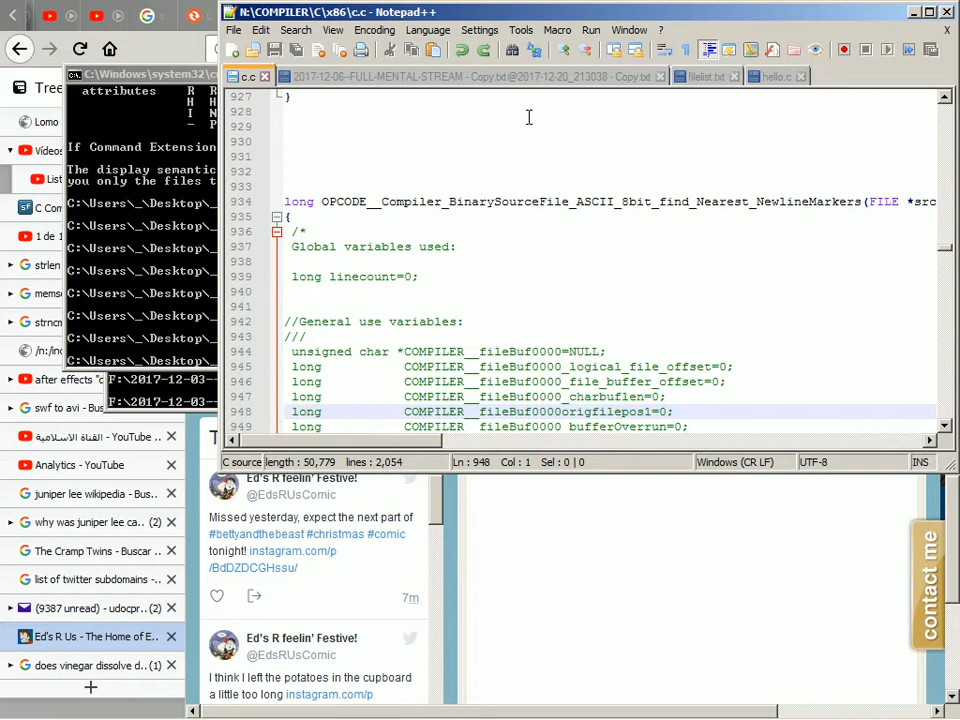 N:\COMPILER\C\x86\c.c - Notepad++
File Edit Search View Encoding Language Settings Tools Macro Run Window ? X
c.c 2017-12-06-FULL-MENTAL-STREAM - Copy.txt@2017-12-20_213038 - Copy.txt filelist.txt hello.c
927 }
928
929
930
931
932
933
934 long OPCODE__Compiler_BinarySourceFile_ASCII_8bit_find_Nearest_NewlineMarkers(FILE *src
935 {
936 /*
937 Global variables used:
938
939 long linecount=0;
940
941
942 //General use variables:
943 ///
944 unsigned char *COMPILER__fileBuf0000=NULL;
945 long COMPILER__fileBuf0000_logical_file_offset=0;
946 long COMPILER__fileBuf0000_file_buffer_offset=0;
947 long COMPILER__fileBuf0000_charbuflen=0;
948 long COMPILER__fileBuf0000origfilepos1=0;
949 long COMPILER__fileBuf0000_bufferOverrun=0;
C source length : 50,779 lines : 2,054 Ln : 948 Col : 1 Sel : 0 | 0 Windows (CR LF) UTF-8 INS
C:\Windows\system32\c
attributes R R
H H
I N
- P
If Command Extension
The display semantic
you only the files t
C:\Users\_\Desktop\_
C:\Users\_\Desktop\_
C:\Users\_\Desktop\_
C:\Users\_\Desktop\_
C:\Users\_\Desktop\_
C:\Users\_\Desktop\_
C:\Users\_\Desktop\_
C:\Users\_\Desktop\_
F:\2017-12-03--
F:\2017-12-03--
Tree
Lomo
Vídeos
List
C Com
1 de 1
strlen
mems
strnc
/n:/inc
after effects "c
swf to avi - Bus
القناة الاسلامية - YouTube
Analytics - YouTube
juniper lee wikipedia - Bus..
why was juniper lee ca.. (2)
The Cramp Twins - Buscar ..
list of twitter subdomains -..
(9387 unread) - udocpr.. (2)
Ed's R Us - The Home of E..
does vinegar dissolve d.. (1)
Ed's R feelin' Festive!
@EdsRUsComic
Missed yesterday, expect the next part of
#bettyandthebeast #christmas #comic
tonight! instagram.com/p
/BdDZDCGHssu/
7m
Ed's R feelin' Festive!
@EdsRUsComic
I think I left the potatoes in the cupboard
a little too long instagram.com/p
contact me